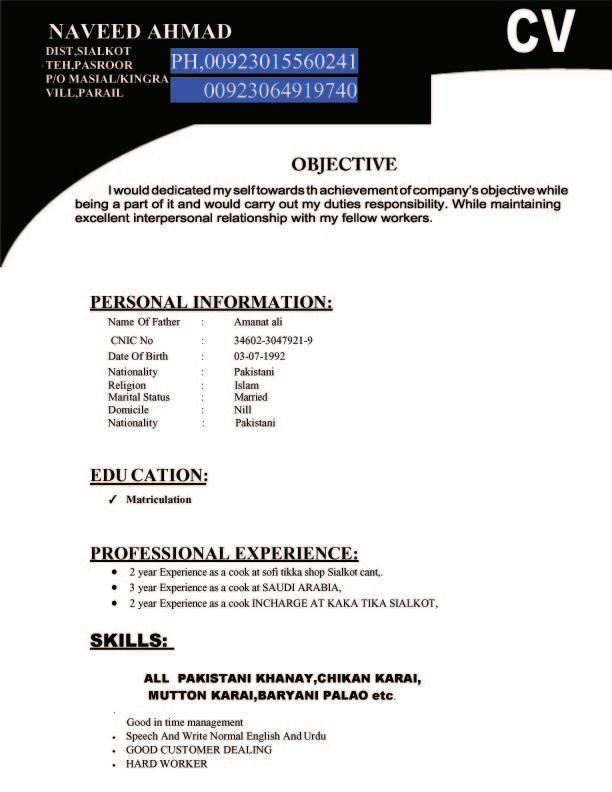 NAVEED AHMAD
CV
DIST,SIALKOT
TEH,PASROOR
P/O MASIAL/KINGRA
VILL,PARAIL
PH,00923015560241
00923064919740
OBJECTIVE
I would dedicated my self towards th achievement of company's objective while
being a part of it and would carry out my duties responsibility. While maintaining
excellent interpersonal relationship with my fellow workers.
PERSONAL INFORMATION:
Name Of Father : Amanat ali
CNIC No : 34602-3047921-9
Date Of Birth : 03-07-1992
Nationality : Pakistani
Religion : Islam
Marital Status : Married
Domicile : Nill
Nationality : Pakistani
EDU CATION:
✓ Matriculation
PROFESSIONAL EXPERIENCE:
• 2 year Experience as a cook at sofi tikka shop Sialkot cant,.
• 3 year Experience as a cook at SAUDI ARABIA,
• 2 year Experience as a cook INCHARGE AT KAKA TIKA SIALKOT,
SKILLS:
ALL PAKISTANI KHANAY,CHIKAN KARAI,
MUTTON KARAI,BARYANI PALAO etc.
Good in time management
• Speech And Write Normal English And Urdu
• GOOD CUSTOMER DEALING
• HARD WORKER